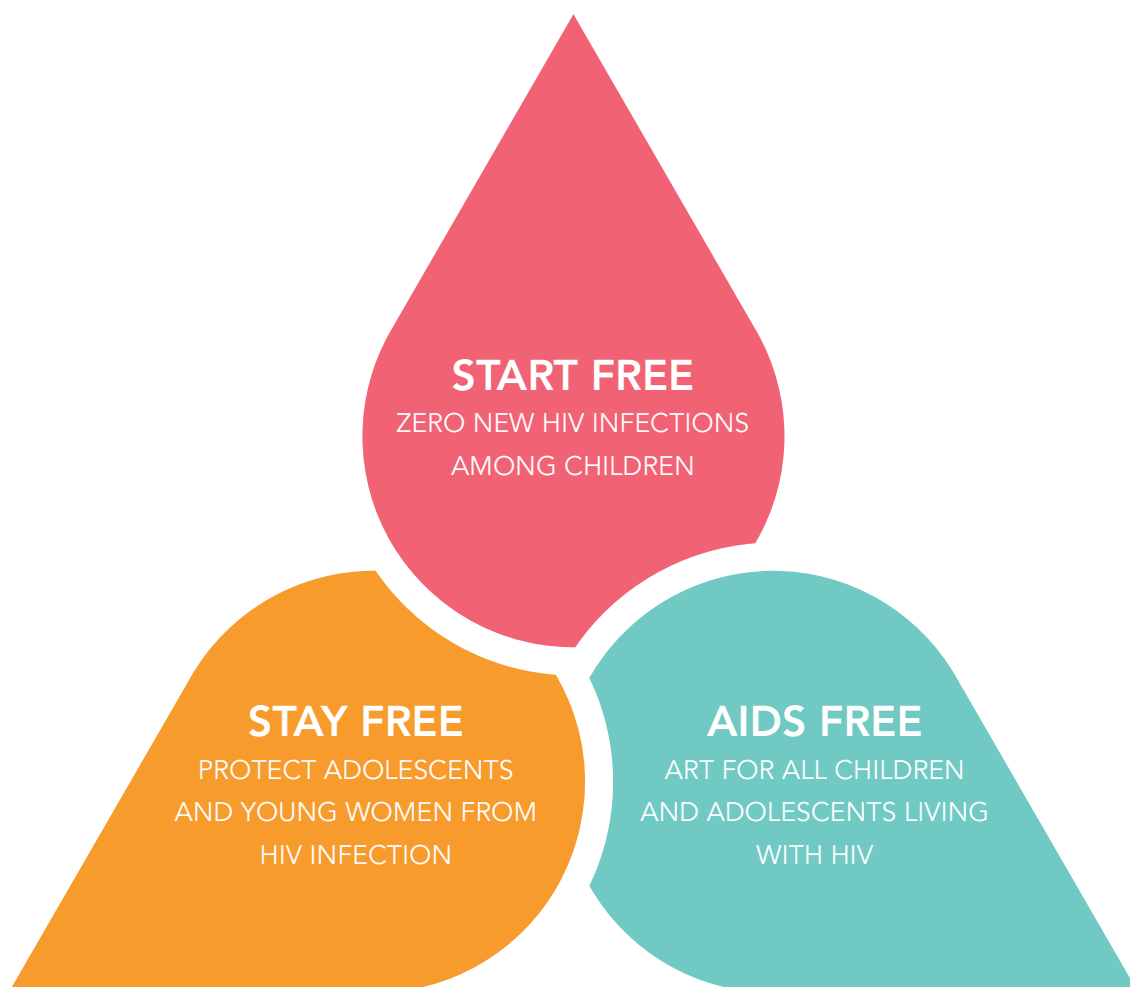 START FREE
ZERO NEW HIV INFECTIONS
AMONG CHILDREN
STAY FREE
PROTECT ADOLESCENTS
AND YOUNG WOMEN FROM
HIV INFECTION
AIDS FREE
ART FOR ALL CHILDREN
AND ADOLESCENTS LIVING
WITH HIV